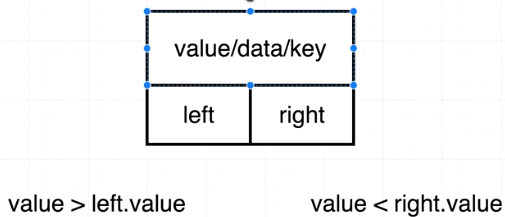 value/data/key
left right
value > left.value value < right.value